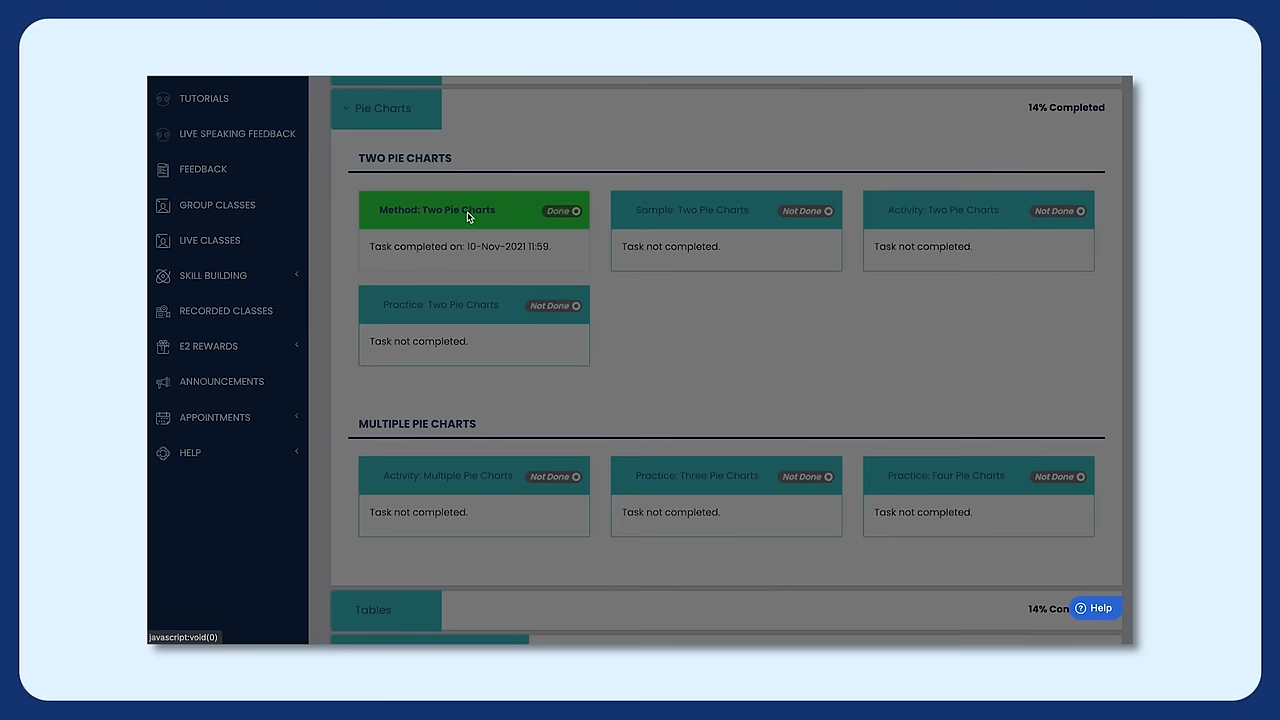 TUTORIALS
LIVE SPEAKING FEEDBACK
FEEDBACK
GROUP CLASSES
LIVE CLASSES
SKILL BUILDING
RECORDED CLASSES
E2 REWARDS
ANNOUNCEMENTS
APPOINTMENTS
HELP
javascript:void(0)
Pie Charts
14% Completed
TWO PIE CHARTS
Method: Two Pie Charts Done
Task completed on: 10-Nov-2021 11:59.
Sample: Two Pie Charts Not Done
Task not completed.
Activity: Two Pie Charts Not Done
Task not completed.
Practice: Two Pie Charts Not Done
Task not completed.
MULTIPLE PIE CHARTS
Activity: Multiple Pie Charts Not Done
Task not completed.
Practice: Three Pie Charts Not Done
Task not completed.
Practice: Four Pie Charts Not Done
Task not completed.
Tables
14% Con
Help